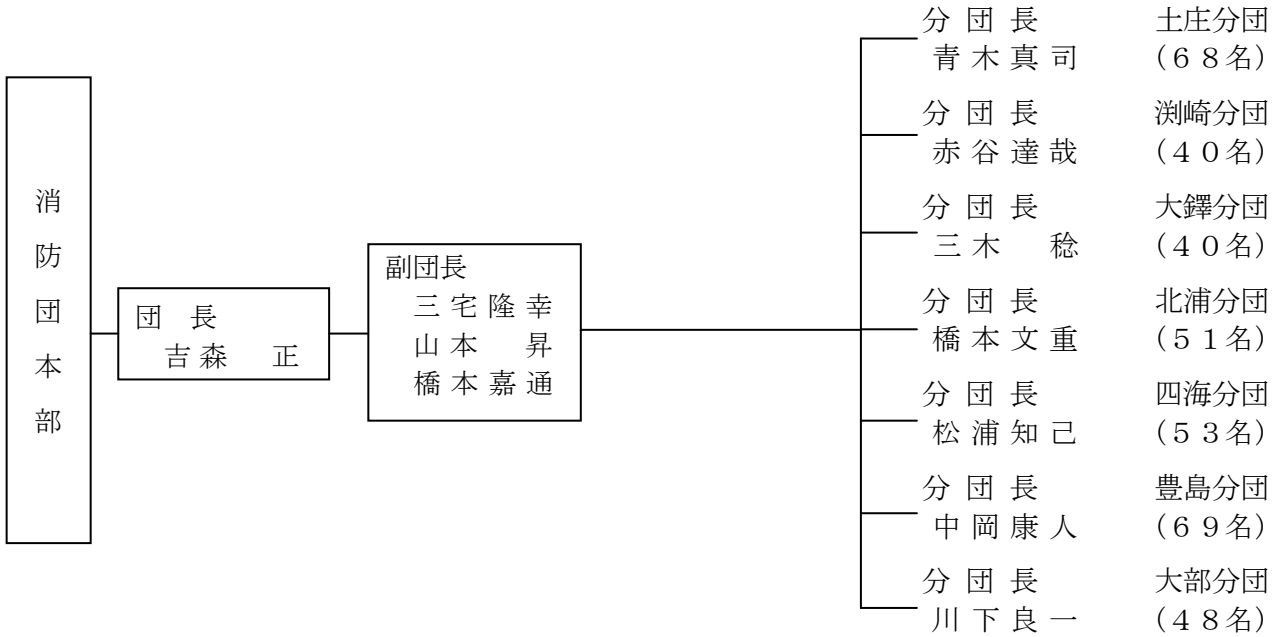 消防団本部
団　長
吉森　正
副団長
三宅隆幸
山本　昇
橋本嘉通
分団長　土庄分団
青木真司　（６８名）
分団長　渕崎分団
赤谷達哉　（４０名）
分団長　大鐸分団
三木　稔　（４０名）
分団長　北浦分団
橋本文重　（５１名）
分団長　四海分団
松浦知己　（５３名）
分団長　豊島分団
中岡康人　（６９名）
分団長　大部分団
川下良一　（４８名）